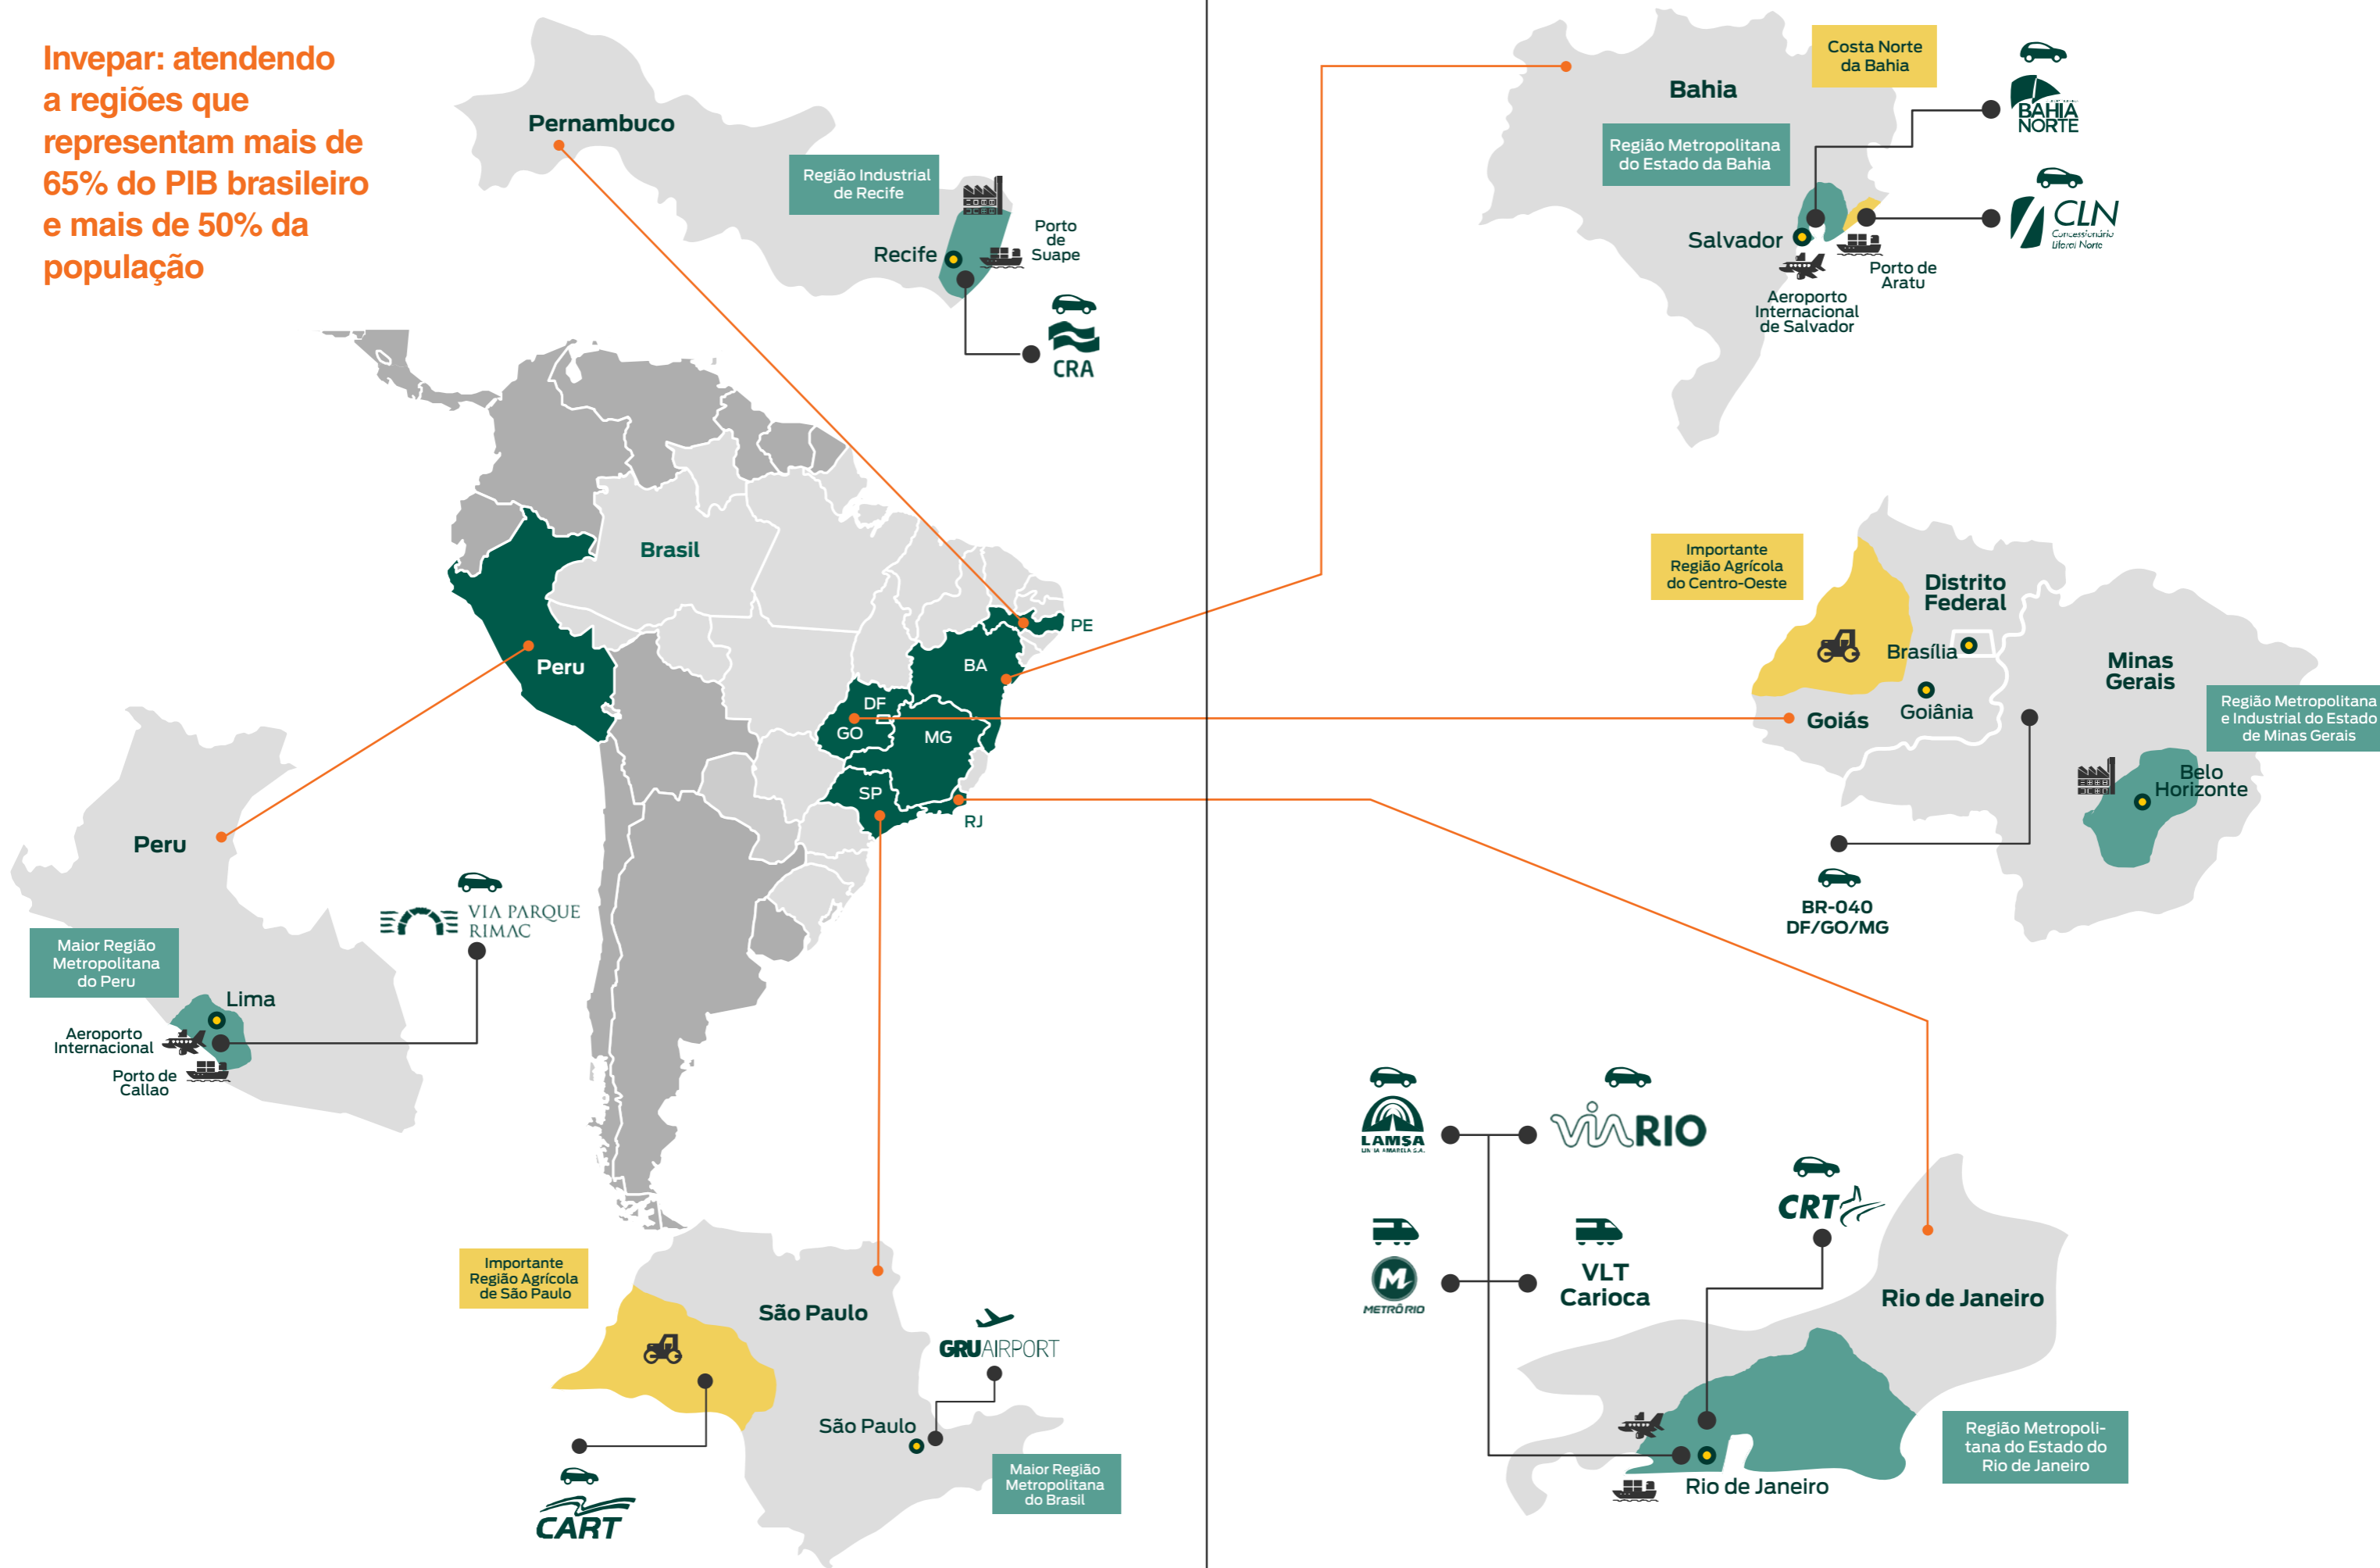 Invepar: atendendo
a regiões que
representam mais de
65% do PIB brasileiro
e mais de 50% da
população
Pernambuco
Região Industrial
de Recife
Recife
Porto
de
Suape
CRA
Bahia
Costa Norte
da Bahia
BAHIA
NORTE
Região Metropolitana
do Estado da Bahia
CLN
Concessionária
Litoral Norte
Salvador
Porto de
Aratu
Aeroporto
Internacional
de Salvador
Brasil
Peru
PE
BA
DF
GO
MG
SP
RJ
Importante
Região Agrícola
do Centro-Oeste
Distrito
Federal
Brasília
Goiânia
Goiás
Minas
Gerais
Região Metropolitana
e Industrial do Estado
de Minas Gerais
Belo
Horizonte
BR-040
DF/GO/MG
Peru
VIA PARQUE
RIMAC
Maior Região
Metropolitana
do Peru
Lima
Aeroporto
Internacional
Porto de
Callao
Importante
Região Agrícola
de São Paulo
São Paulo
GRUAIRPORT
São Paulo
Maior Região
Metropolitana
do Brasil
CART
LAMSA
LINHA AMARELA S.A.
VIARIO
CRT
METRÔRIO
VLT
Carioca
Rio de Janeiro
Região Metropoli-
tana do Estado do
Rio de Janeiro
Rio de Janeiro